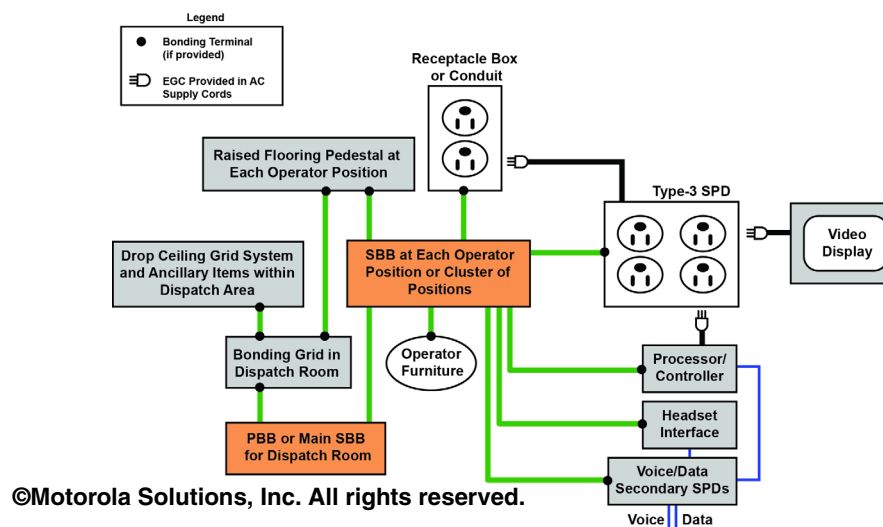 Legend
Bonding Terminal
(if provided)
EGC Provided in AC
Supply Cords
Receptacle Box
or Conduit
Raised Flooring Pedestal at
Each Operator Position
Type-3 SPD
Video
Display
Drop Ceiling Grid System
and Ancillary Items within
Dispatch Area
SBB at Each Operator
Position or Cluster of
Positions
Bonding Grid in
Dispatch Room
Operator
Furniture
Processor/
Controller
Headset
Interface
PBB or Main SBB
for Dispatch Room
Voice/Data
Secondary SPDs
©Motorola Solutions, Inc. All rights reserved.
Voice Data